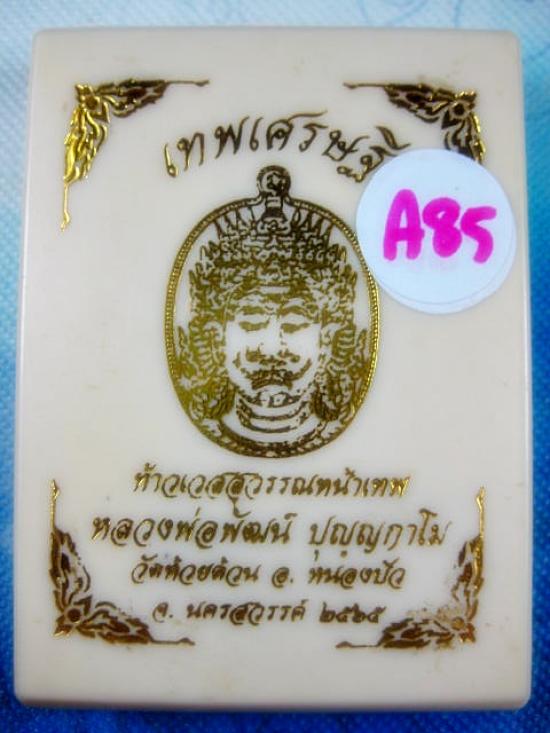 เทพเศรษฐี
A85
ท้าวเวสสุวรรณหน้าเทพ
หลวงพ่อพัฒน์ ปุญญกาโม
วัดห้วยด้วน อ. หนองบัว
จ. นครสวรรค์ ๒๕๖๕